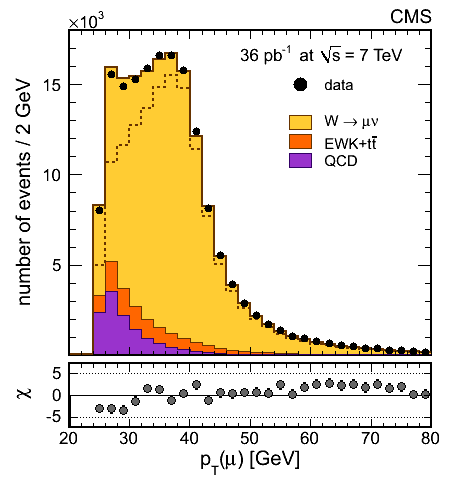 ×10³ CMS
36 pb⁻¹ at √s = 7 TeV
data
W → μν
EWK+tt̄
QCD
number of events / 2 GeV
15
10
5
χ
5
0
-5
20 30 40 50 60 70 80
p_T(μ) [GeV]